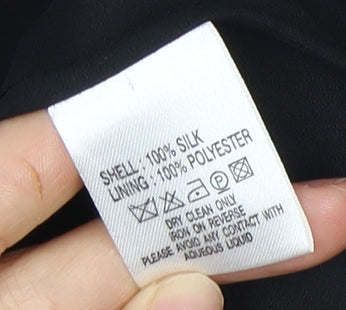 SHELL : 100% SILK
LINING : 100% POLYESTER
DRY CLEAN ONLY
IRON ON REVERSE
PLEASE AVOID ANY CONTACT WITH
AQUEOUS LIQUID